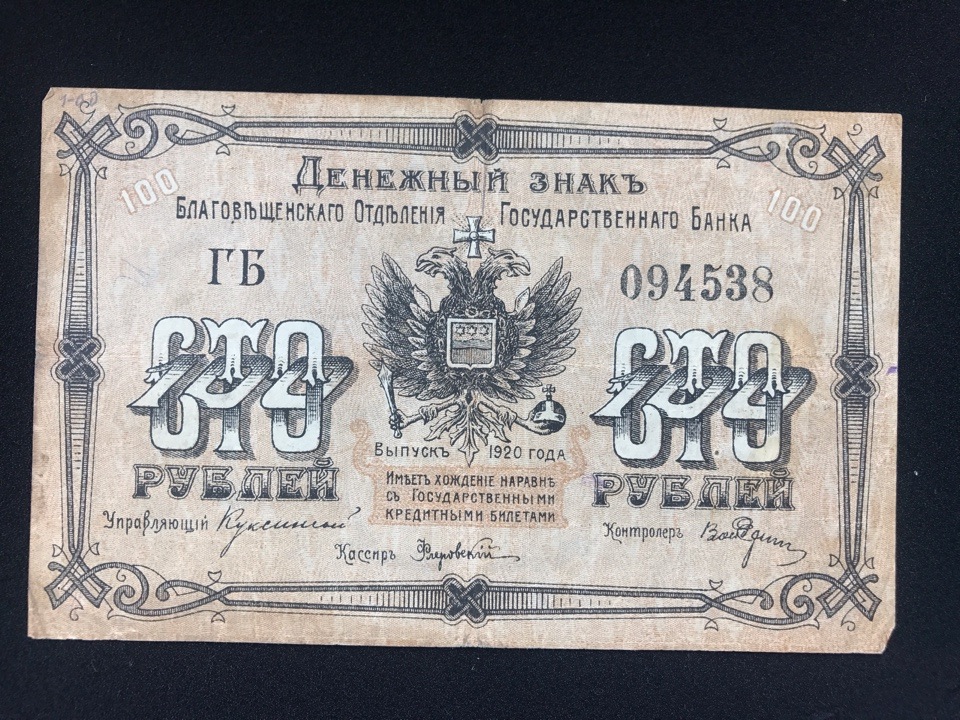 100
100
Денежный знакъ
Благовѣщенскаго Отдѣленія Государственнаго Банка
ГБ 094538
СТО
СТО
РУБЛЕЙ
РУБЛЕЙ
Выпускъ 1920 года
Имѣетъ хожденіе наравнѣ
съ Государственными
кредитными билетами
Управляющій
Контролеръ
Кассиръ